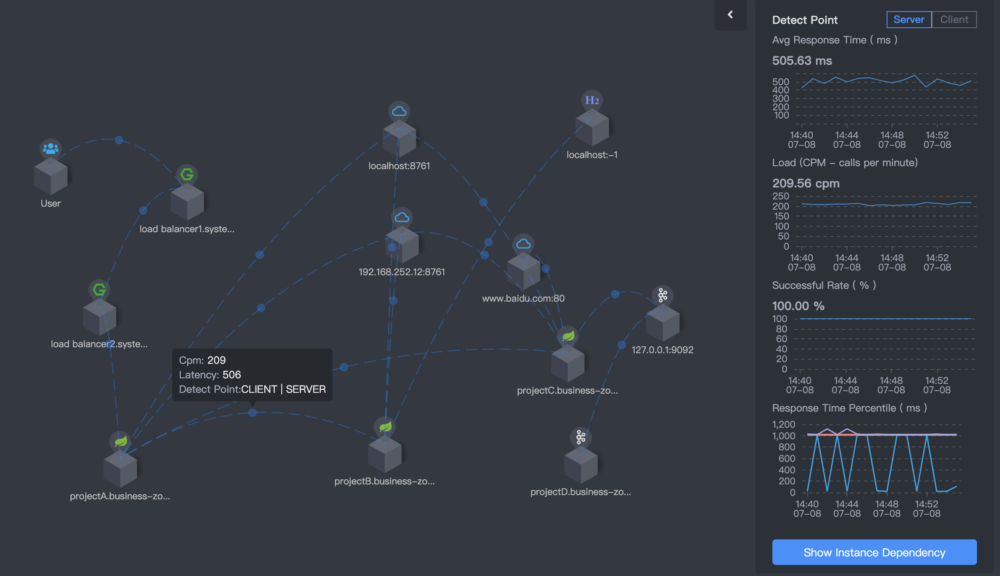 H2
localhost:-1
localhost:8761
User
load balancer1.syste...
192.168.252.12:8761
www.baidu.com:80
load balancer2.syste...
127.0.0.1:9092
Cpm: 209
Latency: 506
Detect Point:CLIENT | SERVER
projectC.business-zo...
projectB.business-zo...
projectD.business-zo...
projectA.business-zo...
Detect Point
Server
Client
Avg Response Time ( ms )
505.63 ms
500
400
300
200
100
14:40 14:44 14:48 14:52
07-08 07-08 07-08 07-08
Load (CPM - calls per minute)
209.56 cpm
250
200
150
100
50
0
14:40 14:44 14:48 14:52
07-08 07-08 07-08 07-08
Successful Rate ( % )
100.00 %
100
80
60
40
20
0
14:40 14:44 14:48 14:52
07-08 07-08 07-08 07-08
Response Time Percentile ( ms )
1,200
1,000
800
600
400
200
0
14:40 14:44 14:48 14:52
07-08 07-08 07-08 07-08
Show Instance Dependency